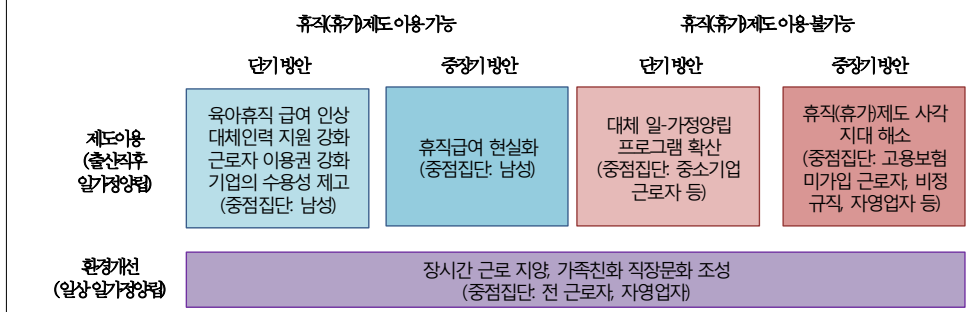 휴직(휴가)제도 이용 가능
휴직(휴가)제도 이용 불가능
단기 방안
중장기 방안
단기 방안
중장기 방안
제도이용
(출산직후
일가정양립)
육아휴직 급여 인상
대체인력 지원 강화
근로자 이용권 강화
기업의 수용성 제고
(중점집단: 남성)
휴직급여 현실화
(중점집단: 남성)
대체 일-가정양립
프로그램 확산
(중점집단: 중소기업
근로자 등)
휴직(휴가)제도 사각
지대 해소
(중점집단: 고용보험
미가입 근로자, 비정
규직, 자영업자 등)
환경개선
(일상 일가정양립)
장시간 근로 지양, 가족친화 직장문화 조성
(중점집단: 전 근로자, 자영업자)